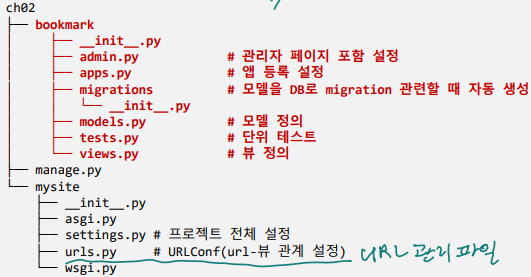 ch02
├── bookmark
│   ├── __init__.py
│   ├── admin.py # 관리자 페이지 포함 설정
│   ├── apps.py # 앱 등록 설정
│   ├── migrations # 모델을 DB로 migration 관련할 때 자동 생성
│   │   └── __init__.py
│   ├── models.py # 모델 정의
│   ├── tests.py # 단위 테스트
│   └── views.py # 뷰 정의
├── manage.py
└── mysite
    ├── __init__.py
    ├── asgi.py
    ├── settings.py # 프로젝트 전체 설정
    ├── urls.py # URLConf(url-뷰 관계 설정) URL 관리 파일
    └── wsgi.py